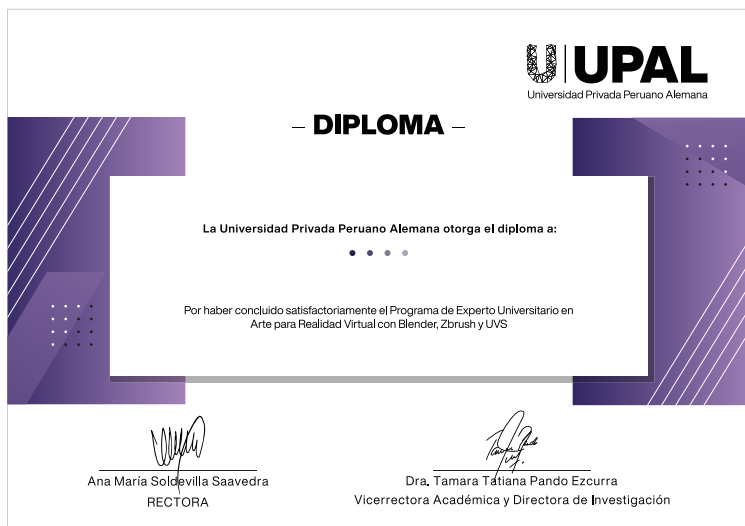 UPAL
Universidad Privada Peruano Alemana
– DIPLOMA –
La Universidad Privada Peruano Alemana otorga el diploma a:
Por haber concluido satisfactoriamente el Programa de Experto Universitario en
Arte para Realidad Virtual con Blender, Zbrush y UVS
Ana María Soldevilla Saavedra
RECTORA
Dra. Tamara Tatiana Pando Ezcurra
Vicerrectora Académica y Directora de Investigación